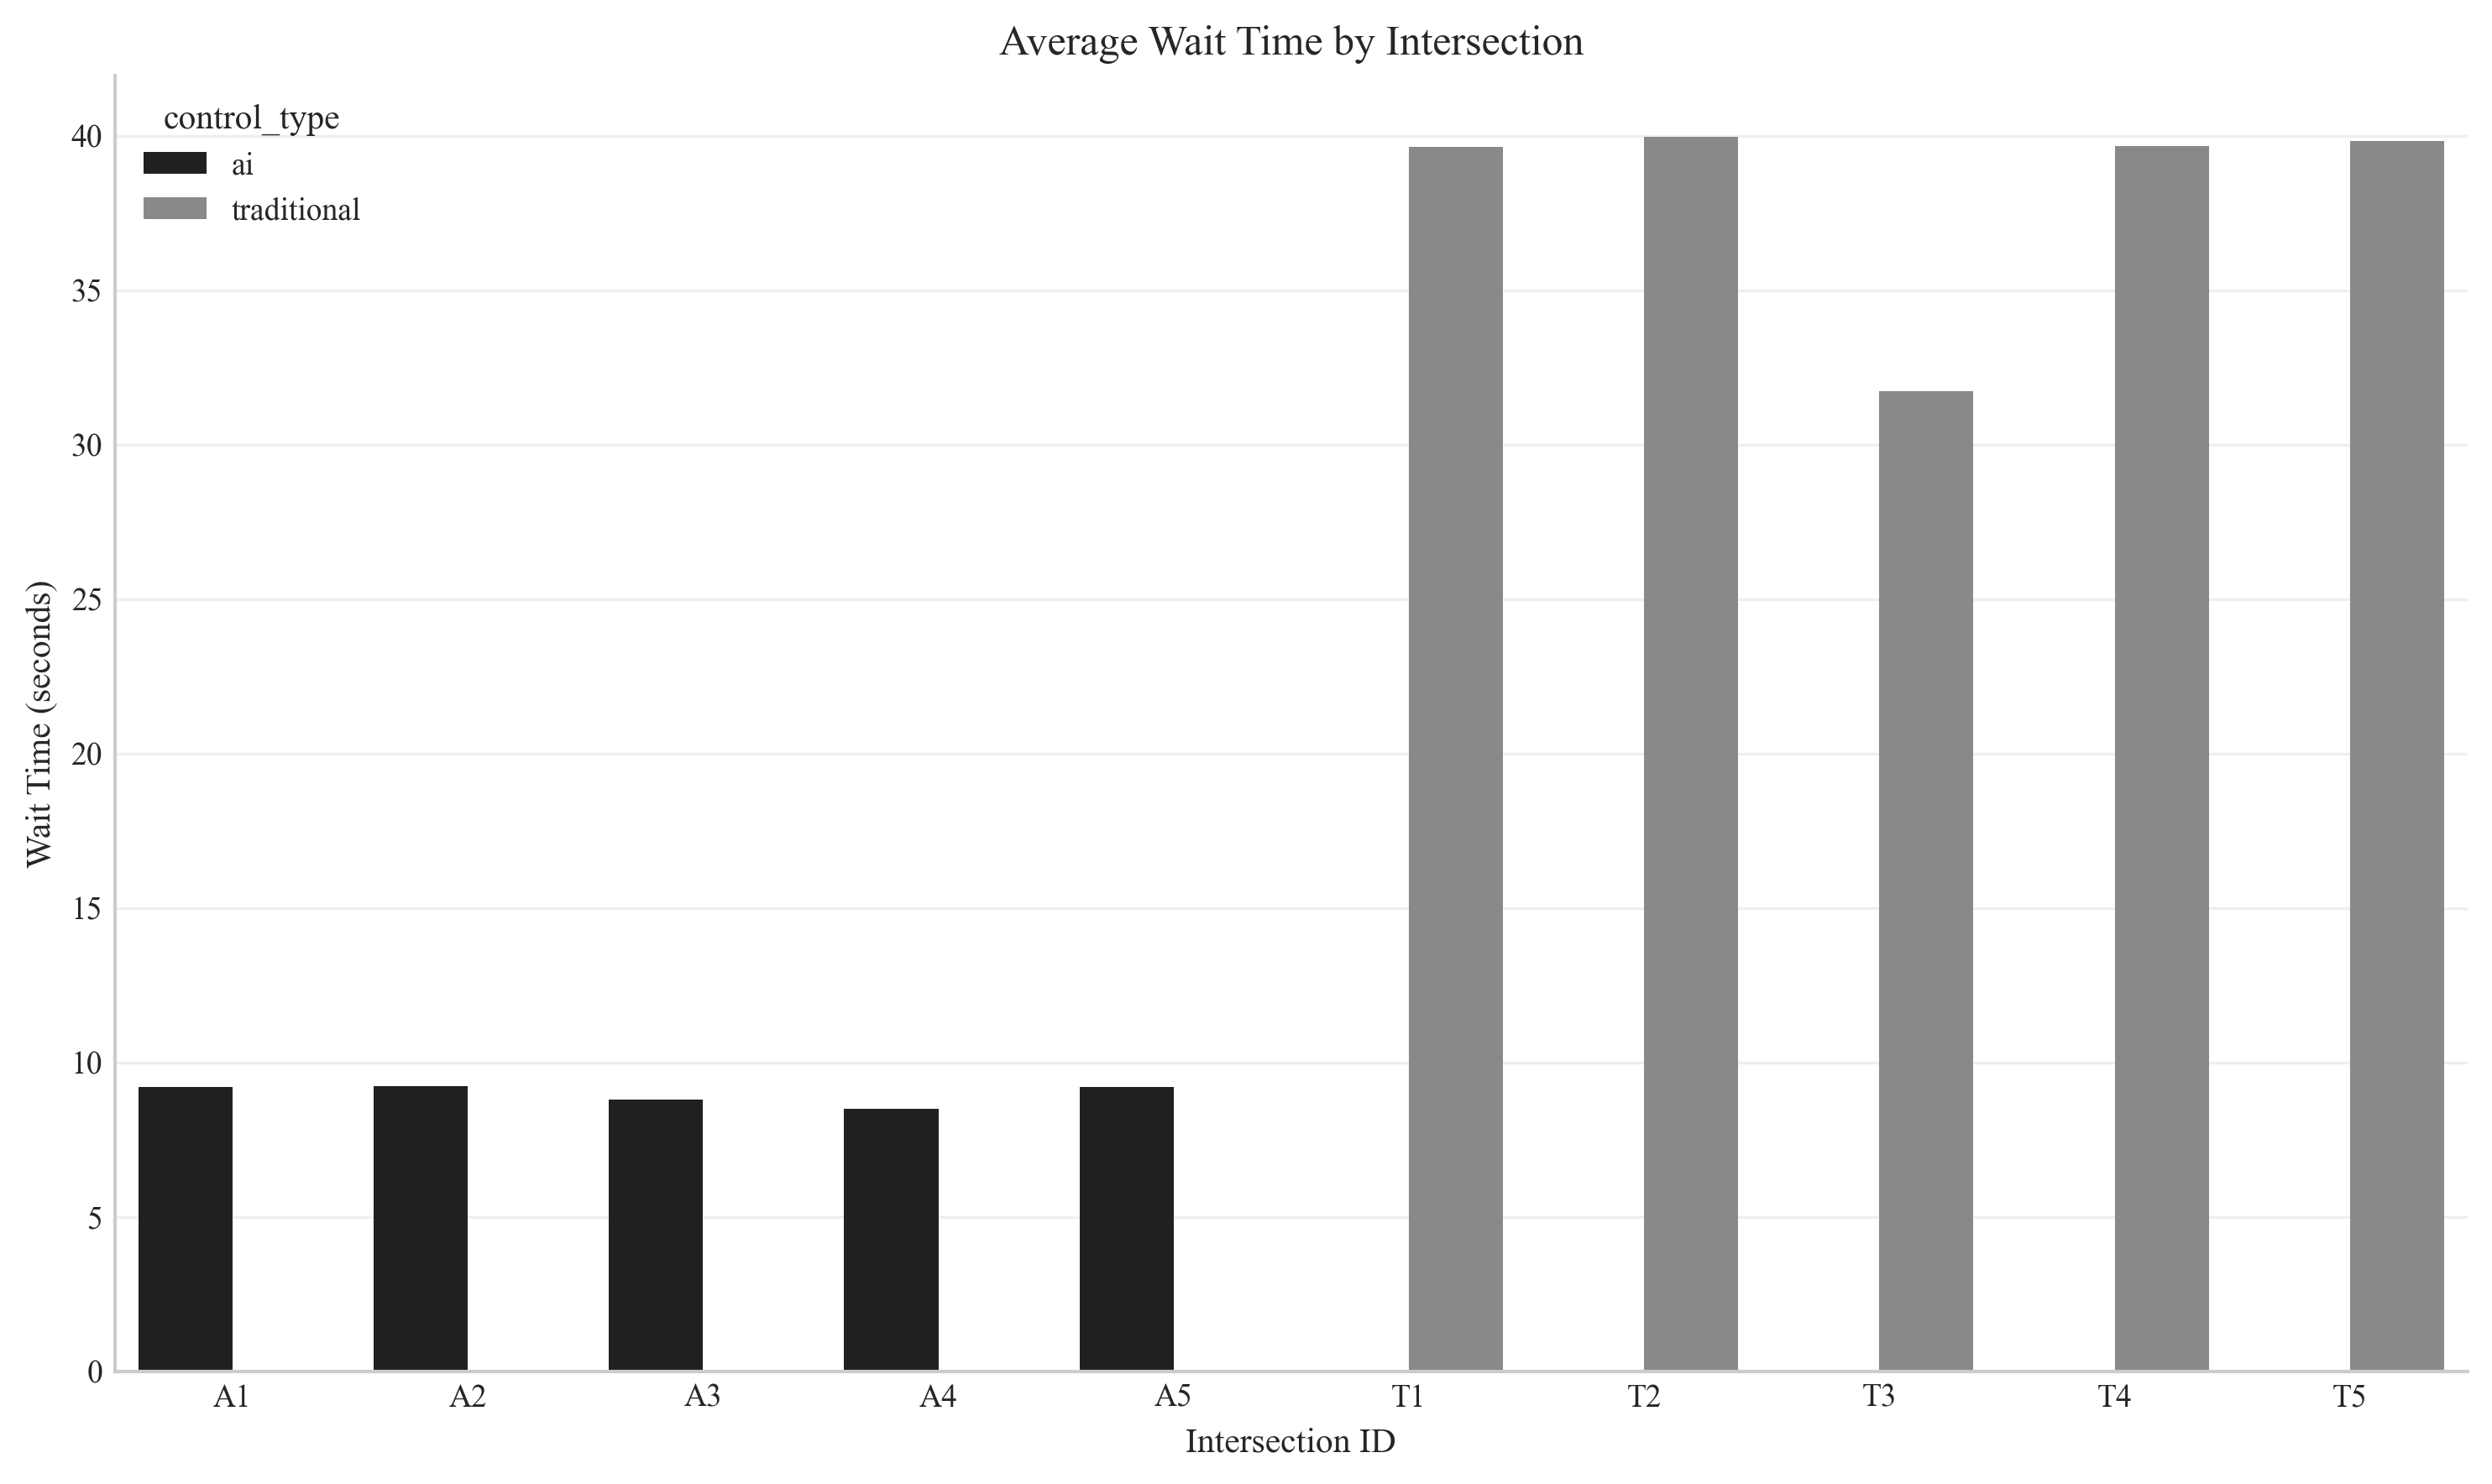 Average Wait Time by Intersection
control_type
ai
traditional
40
35
30
25
20
15
10
5
0
Wait Time (seconds)
A1 A2 A3 A4 A5 T1 T2 T3 T4 T5
Intersection ID